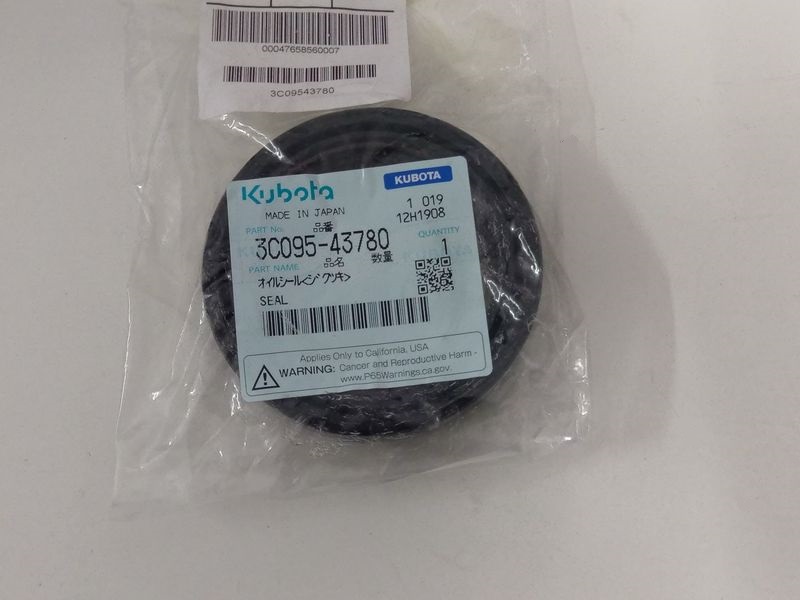 00047658560007
3C09543780
Kubota
KUBOTA
MADE IN JAPAN
1 019
12H1908
PART No. 品番
3C095-43780
QUANTITY
数量
1
PART NAME 品名
オイルシール<ジクツキ>
SEAL
Applies Only to California, USA
WARNING: Cancer and Reproductive Harm -
www.P65Warnings.ca.gov.